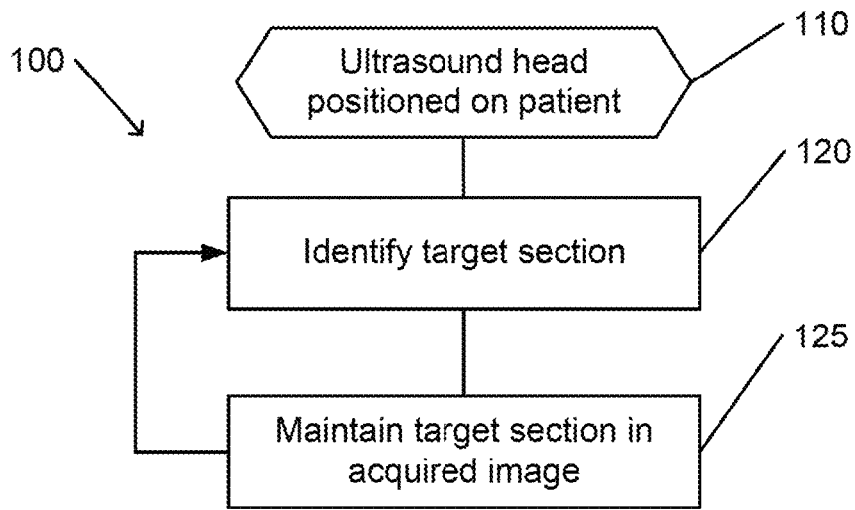 100
Ultrasound head
positioned on patient
110
Identify target section
120
Maintain target section in
acquired image
125